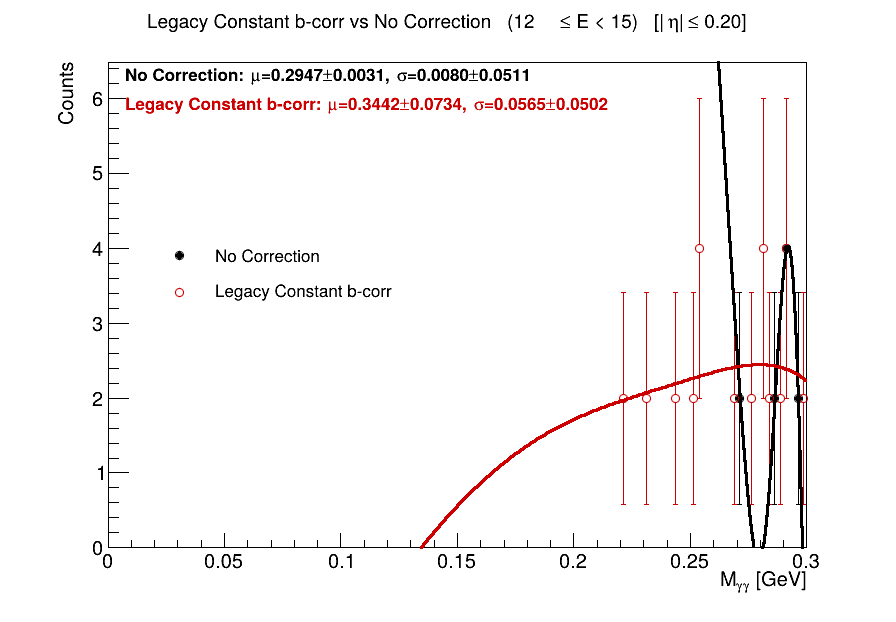 Legacy Constant b-corr vs No Correction (12 ≤ E < 15) [|η| ≤ 0.20]
Counts
No Correction: μ=0.2947±0.0031, σ=0.0080±0.0511
Legacy Constant b-corr: μ=0.3442±0.0734, σ=0.0565±0.0502
6
5
4
3
2
1
0
No Correction
Legacy Constant b-corr
0 0.05 0.1 0.15 0.2 0.25 0.3
Mγγ [GeV]